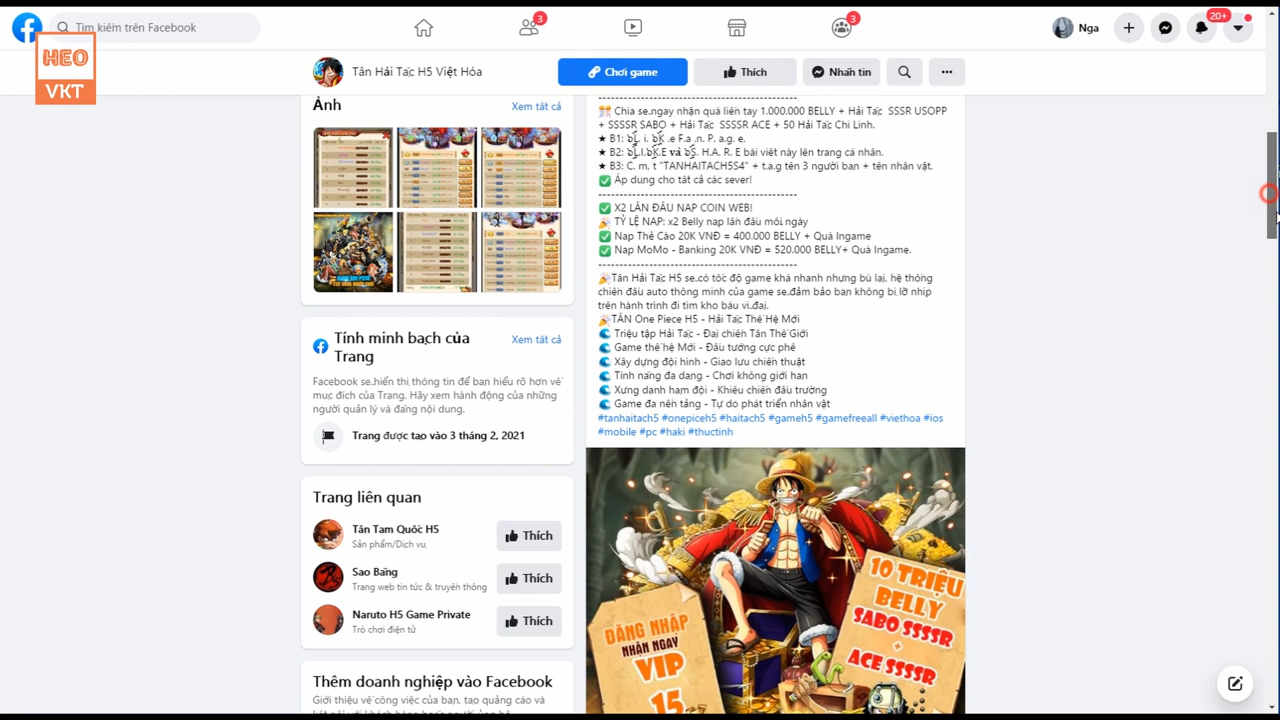 Tìm kiếm trên Facebook
3
3
Nga
20+
HEO
VKT
Tân Hải Tặc H5 Việt Hóa
Chơi game
Thích
Nhắn tin
Ảnh
Xem tất cả
Tính minh bạch của
Trang
Xem tất cả
Facebook sẽ hiển thị thông tin để bạn hiểu rõ hơn về
mục đích của Trang. Hãy xem hành động của những
người quản lý và đăng nội dung.
Trang được tạo vào 3 tháng 2, 2021
Trang liên quan
Tân Tam Quốc H5
Sản phẩm/Dịch vụ
Thích
Sao Băng
Trang web tin tức & truyền thông
Thích
Naruto H5 Game Private
Trò chơi điện tử
Thích
Thêm doanh nghiệp vào Facebook
Giới thiệu về công việc của bạn, tạo quảng cáo và
------------------------------------------------
Chia sẻ ngay nhận quà liền tay 1.000.000 BELLY + Hải Tặc SSSR USOPP
+ SSSSR SABO + Hải Tặc SSSSR ACE + 50 Hải Tặc Chi Linh.
★ B1: L. i. K .e F.a_n. P. a.g. e.
★ B2: L.I.K.E và S. H.A. R. E bài viết này lên trang cá nhân.
★ B3: C. m. t "TANHAITACH5S4" + t.a.g tên 3 người bạn + tên nhân vật.
✅ Áp dụng cho tất cả các sever!
------------------------------------------------
✅ X2 LẦN ĐẦU NẠP COIN WEB!
TỶ LỆ NẠP: x2 Belly nạp lần đầu mỗi ngày
✅ Nạp Thẻ Cào 20K VNĐ = 400.000 BELLY + Quà Ingame
✅ Nạp MoMo - Banking 20K VNĐ = 520.000 BELLY+ Quà Ingame.
------------------------------------------------
🎉Tân Hải Tặc H5 sẽ có tốc độ game khá nhanh nhưng bù lại, hệ thống
chiến đấu auto thông minh của game sẽ đảm bảo bạn không bị lỡ nhịp
trên hành trình đi tìm kho báu vĩ đại.
🎉TÂN One Piece H5 - Hải Tặc Thế Hệ Mới
🌊 Triệu tập Hải Tặc - Đại chiến Tân Thế Giới
🌊 Game thế hệ Mới - Đấu tướng cực phê
🌊 Xây dựng đội hình - Giao lưu chiến thuật
🌊 Tính năng đa dạng - Chơi không giới hạn
🌊 Xưng danh hạm đội - Khiêu chiến đấu trường
🌊 Game đa nền tảng - Tự do phát triển nhân vật
#tanhaitach5 #onepieceh5 #haitach5 #gameh5 #gamefreeall #viethoa #ios
#mobile #pc #haki #thuctinh
ĐĂNG NHẬP
NHẬN NGAY
VIP
15
10 TRIỆU
BELLY
SABO SSSSR
+
ACE SSSSR